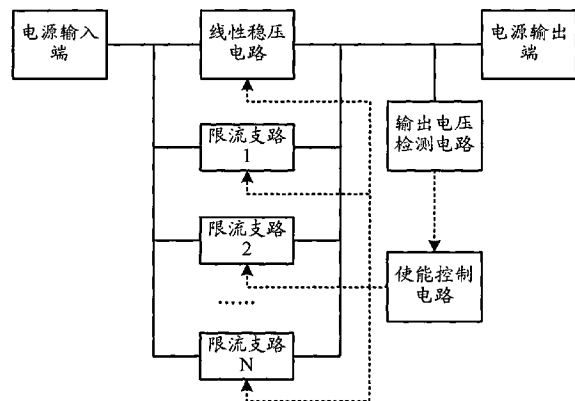 电源输入
端
线性稳压
电路
电源输出
端
限流支路
1
输出电压
检测电路
限流支路
2
使能控制
电路
……
限流支路
N